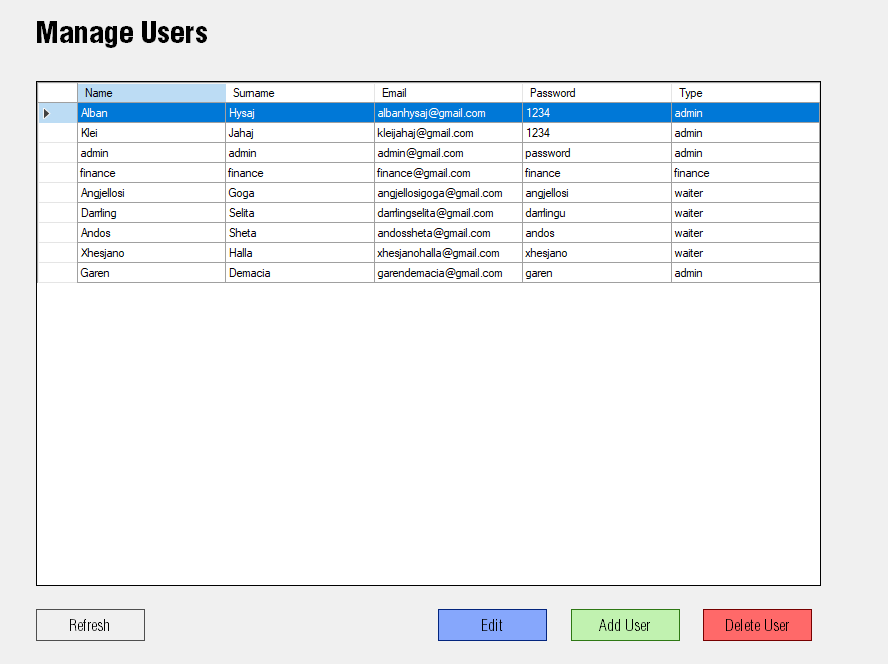 Manage Users
Name Surname Email Password Type
Alban Hysaj albanhysaj@gmail.com 1234 admin
Klei Jahaj kleijahaj@gmail.com 1234 admin
admin admin admin@gmail.com password admin
finance finance finance@gmail.com finance finance
Angjellosi Goga angjellosigoga@gmail.com angjellosi waiter
Darrling Selita darrlingselita@gmail.com darrlingu waiter
Andos Sheta andossheta@gmail.com andos waiter
Xhesjano Halla xhesjanohalla@gmail.com xhesjano waiter
Garen Demacia garendemacia@gmail.com garen admin
Refresh Edit Add User Delete User